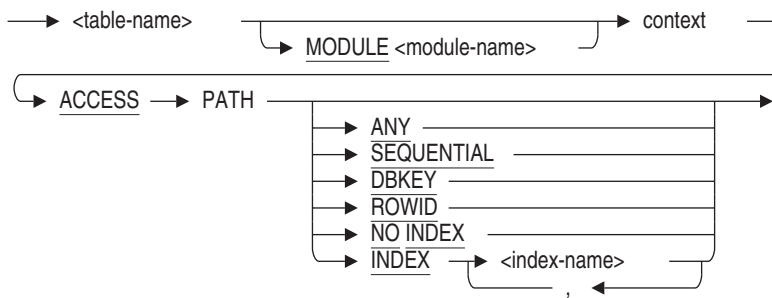 <table-name> context
MODULE <module-name>
ACCESS PATH
ANY
SEQUENTIAL
DBKEY
ROWID
NO INDEX
INDEX <index-name>
,